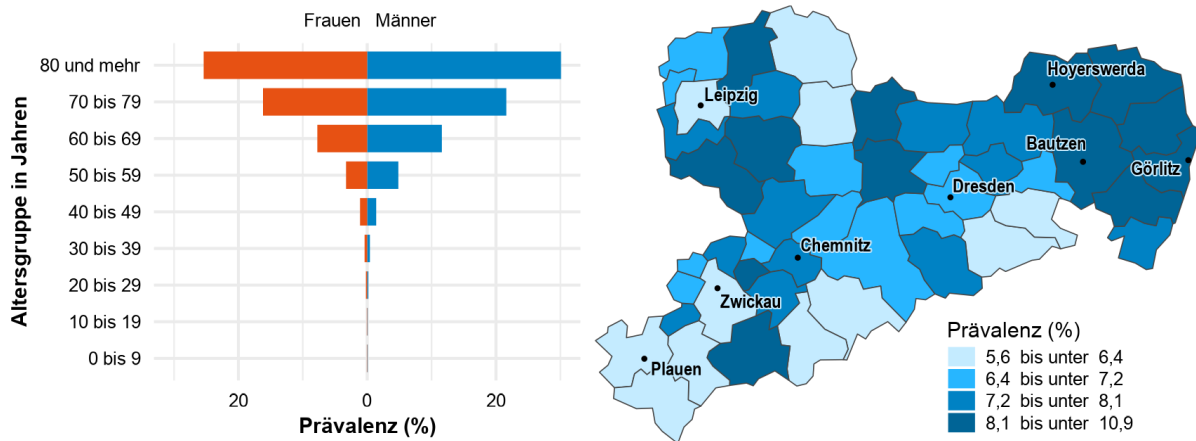 Frauen Männer
Altersgruppe in Jahren
80 und mehr
70 bis 79
60 bis 69
50 bis 59
40 bis 49
30 bis 39
20 bis 29
10 bis 19
0 bis 9
20 0 20
Prävalenz (%)
Hoyerswerda
Leipzig
Bautzen
Görlitz
Dresden
Chemnitz
Zwickau
Plauen
Prävalenz (%)
5,6 bis unter 6,4
6,4 bis unter 7,2
7,2 bis unter 8,1
8,1 bis unter 10,9